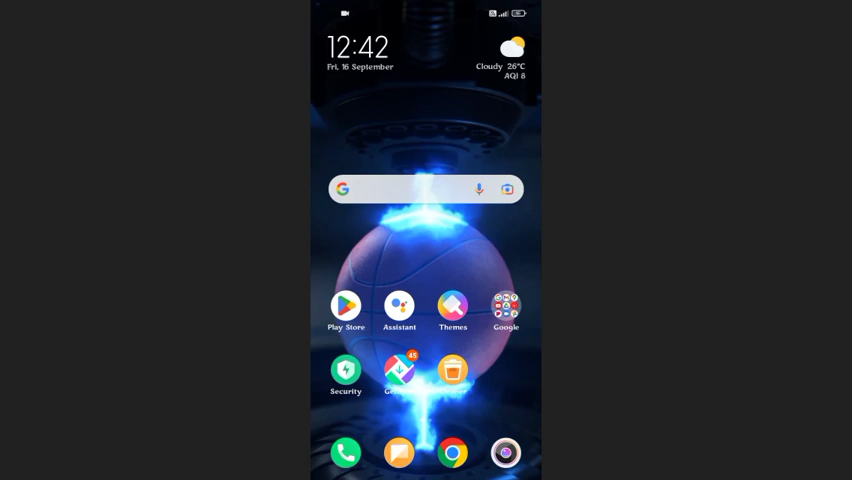 12:42
Fri, 16 September
Cloudy 26°C
AQI 8
Play Store
Assistant
Themes
Google
45
Security